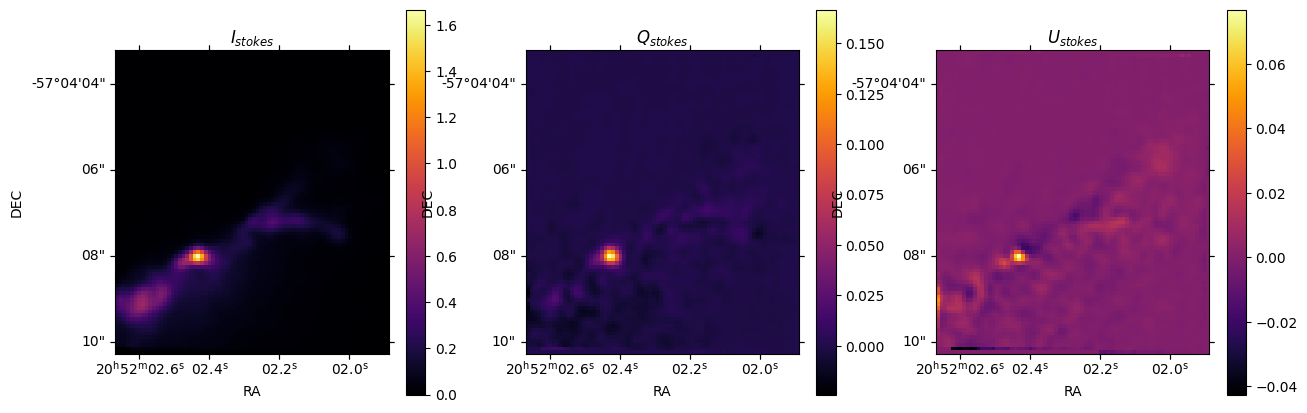 I_stokes
-57°04'04"
06"
08"
10"
DEC
20h52m02.6s 02.4s 02.2s 02.0s
RA
1.6
1.4
1.2
1.0
0.8
0.6
0.4
0.2
0.0
Q_stokes
-57°04'04"
06"
08"
10"
DEC
20h52m02.6s 02.4s 02.2s 02.0s
RA
0.150
0.125
0.100
0.075
0.050
0.025
0.000
U_stokes
-57°04'04"
06"
08"
10"
DEC
20h52m02.6s 02.4s 02.2s 02.0s
RA
0.06
0.04
0.02
0.00
−0.02
−0.04